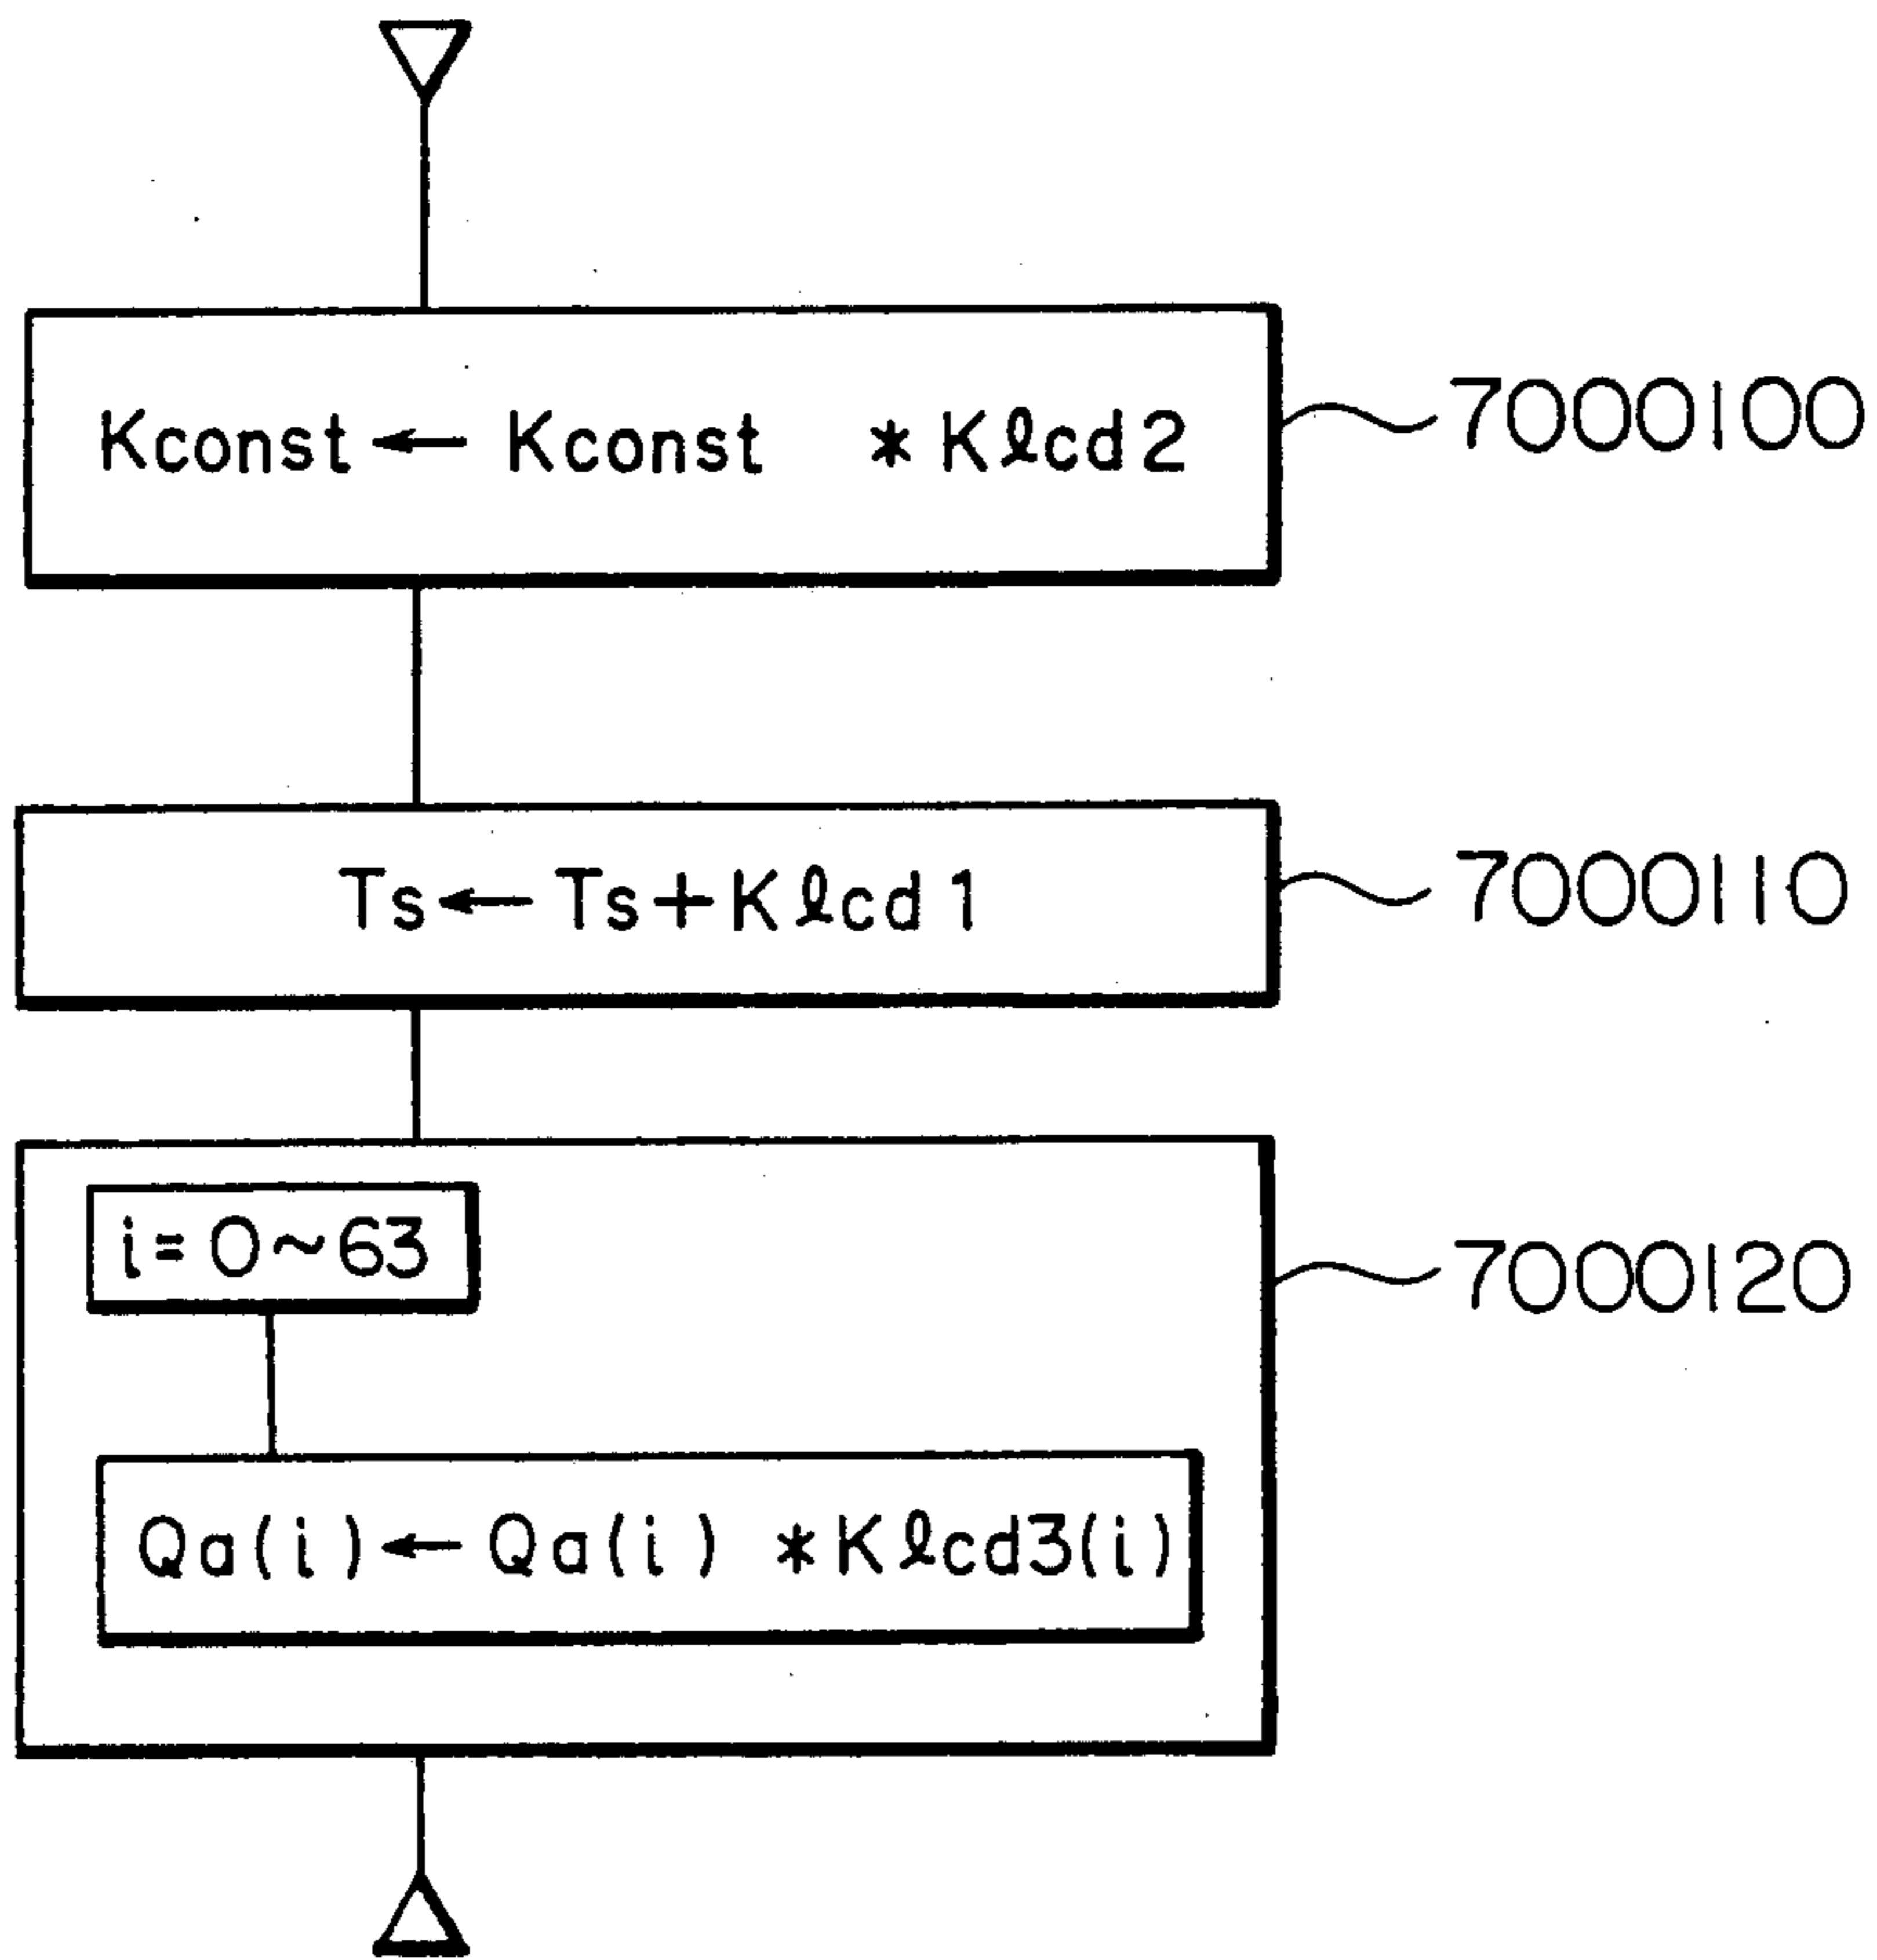 Kconst ← Kconst * Kℓcd2
7000100
Ts ← Ts + Kℓcd1
7000110
i = 0 ~ 63
7000120
Qa(i) ← Qa(i) * Kℓcd3(i)